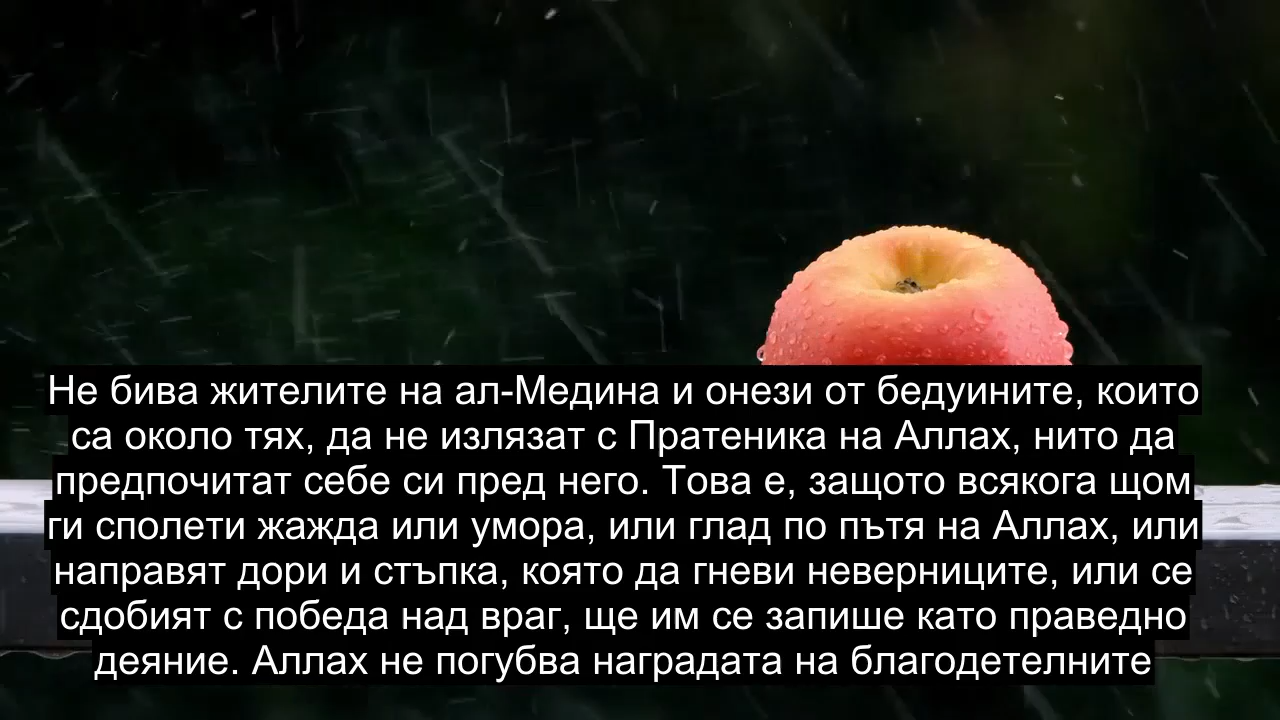 Не бива жителите на ал-Медина и онези от бедуините, които
са около тях, да не излязат с Пратеника на Аллах, нито да
предпочитат себе си пред него. Това е, защото всякога щом
ги сполети жажда или умора, или глад по пътя на Аллах, или
направят дори и стъпка, която да гневи неверниците, или се
сдобият с победа над враг, ще им се запише като праведно
деяние. Аллах не погубва наградата на благодетелните